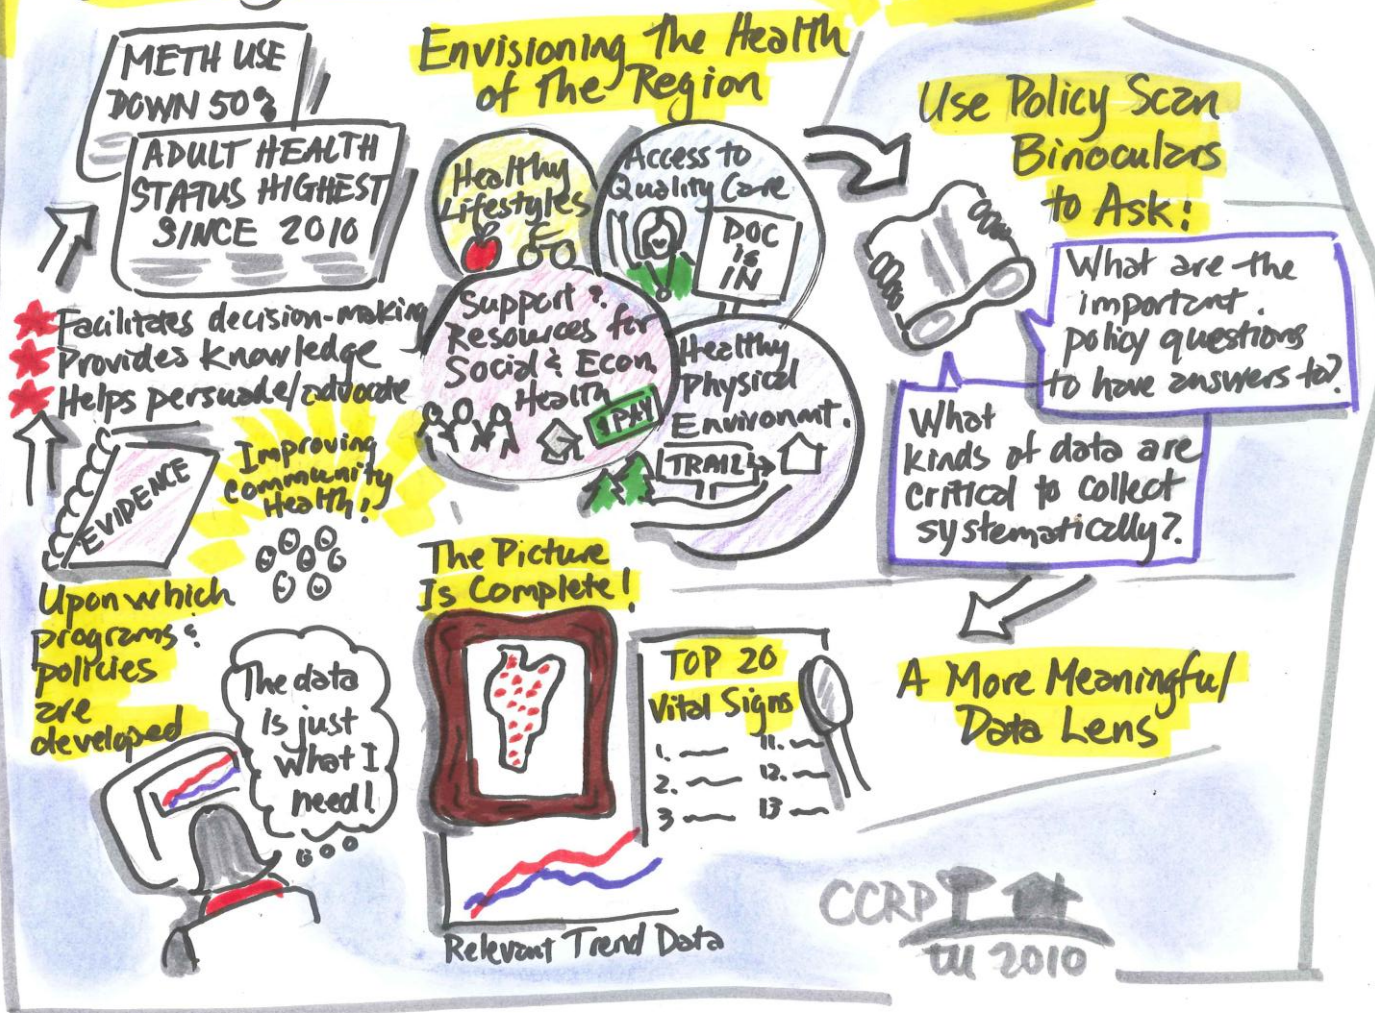 METH USE
DOWN 50%
ADULT HEALTH
STATUS HIGHEST
SINCE 2010
Facilitates decision-making
Provides knowledge
Helps persuade/advocate
EVIDENCE
Improving
community
Health!
Upon which
programs &
policies
are
developed
The data
is just
what I
need!
Envisioning the Health
of the Region
Healthy
Lifestyles
Access to
Quality Care
DOC
is
IN
Support &
Resources for
Social & Econ.
Health
$PAY
Healthy
Physical
Environmt.
TRAIL
The Picture
Is Complete!
TOP 20
Vital Signs
1.
2.
3
11.
12.
13
Relevant Trend Data
Use Policy Scan
Binoculars
to Ask:
What are the
important
policy questions
to have answers to?
What
kinds of data are
critical to collect
systematically?
A More Meaningful
Data Lens
CCRP
2010